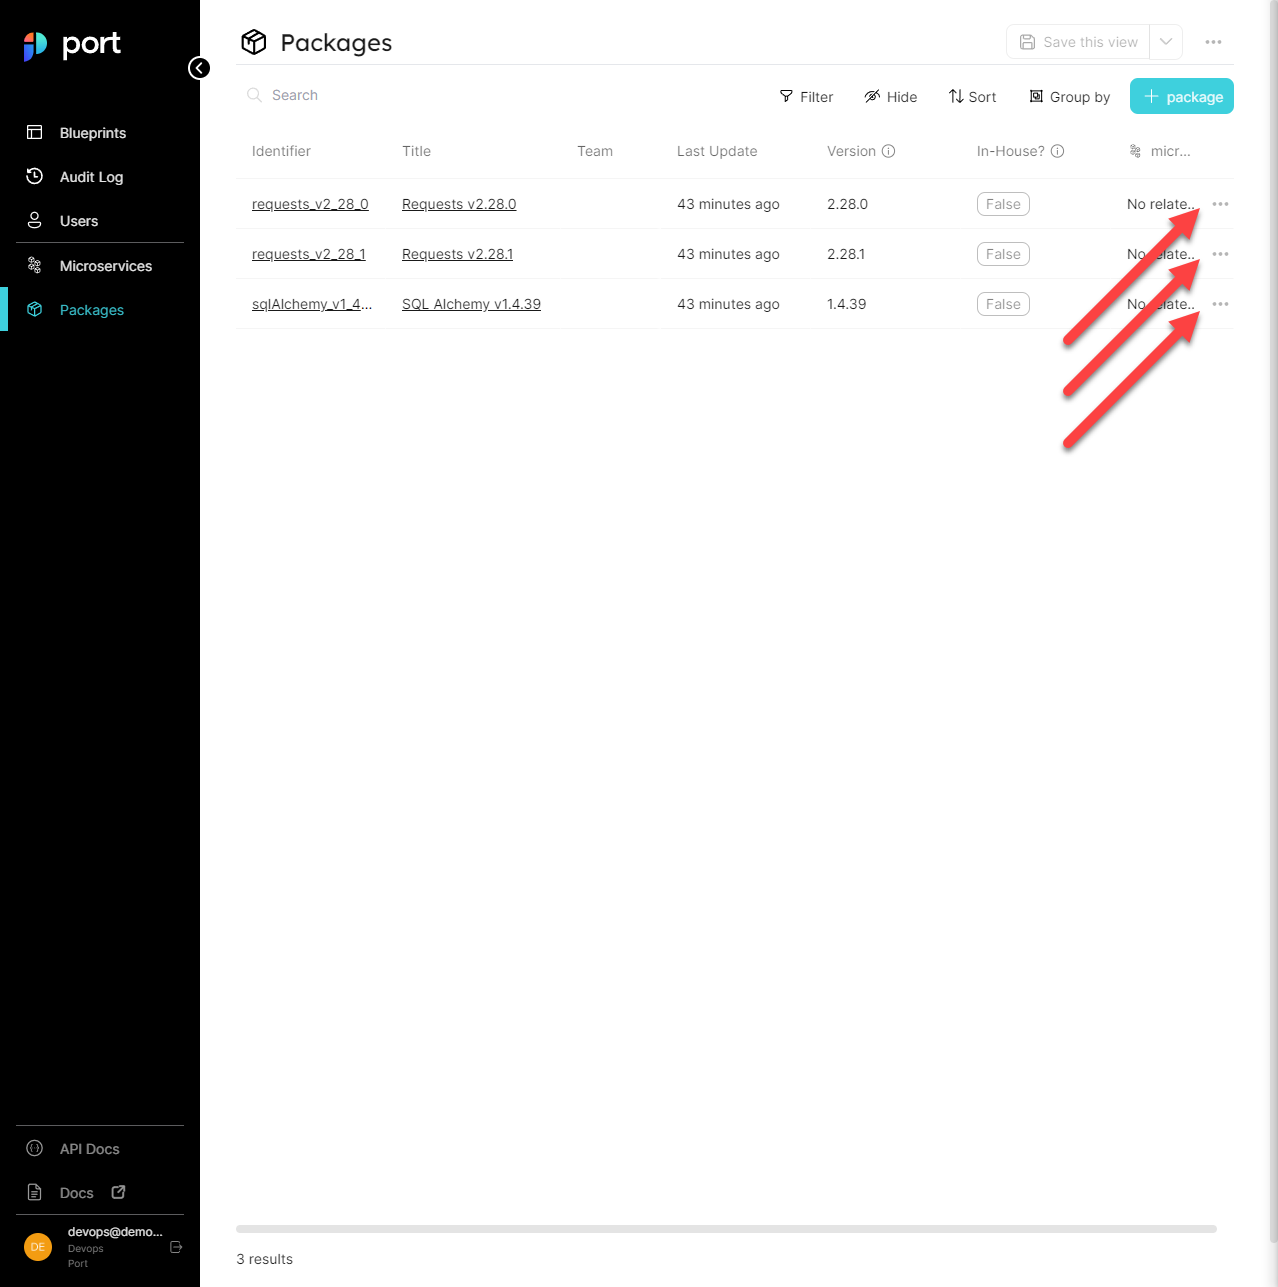 port
Blueprints
Audit Log
Users
Microservices
Packages
API Docs
Docs
DE
devops@demo...
Devops
Port
Packages
Save this view
Search
Filter
Hide
Sort
Group by
+ package
Identifier Title Team Last Update Version In-House? micr...
requests_v2_28_0 Requests v2.28.0 43 minutes ago 2.28.0 False No relate..
requests_v2_28_1 Requests v2.28.1 43 minutes ago 2.28.1 False No relate..
sqlAlchemy_v1_4... SQL Alchemy v1.4.39 43 minutes ago 1.4.39 False No relate..
3 results